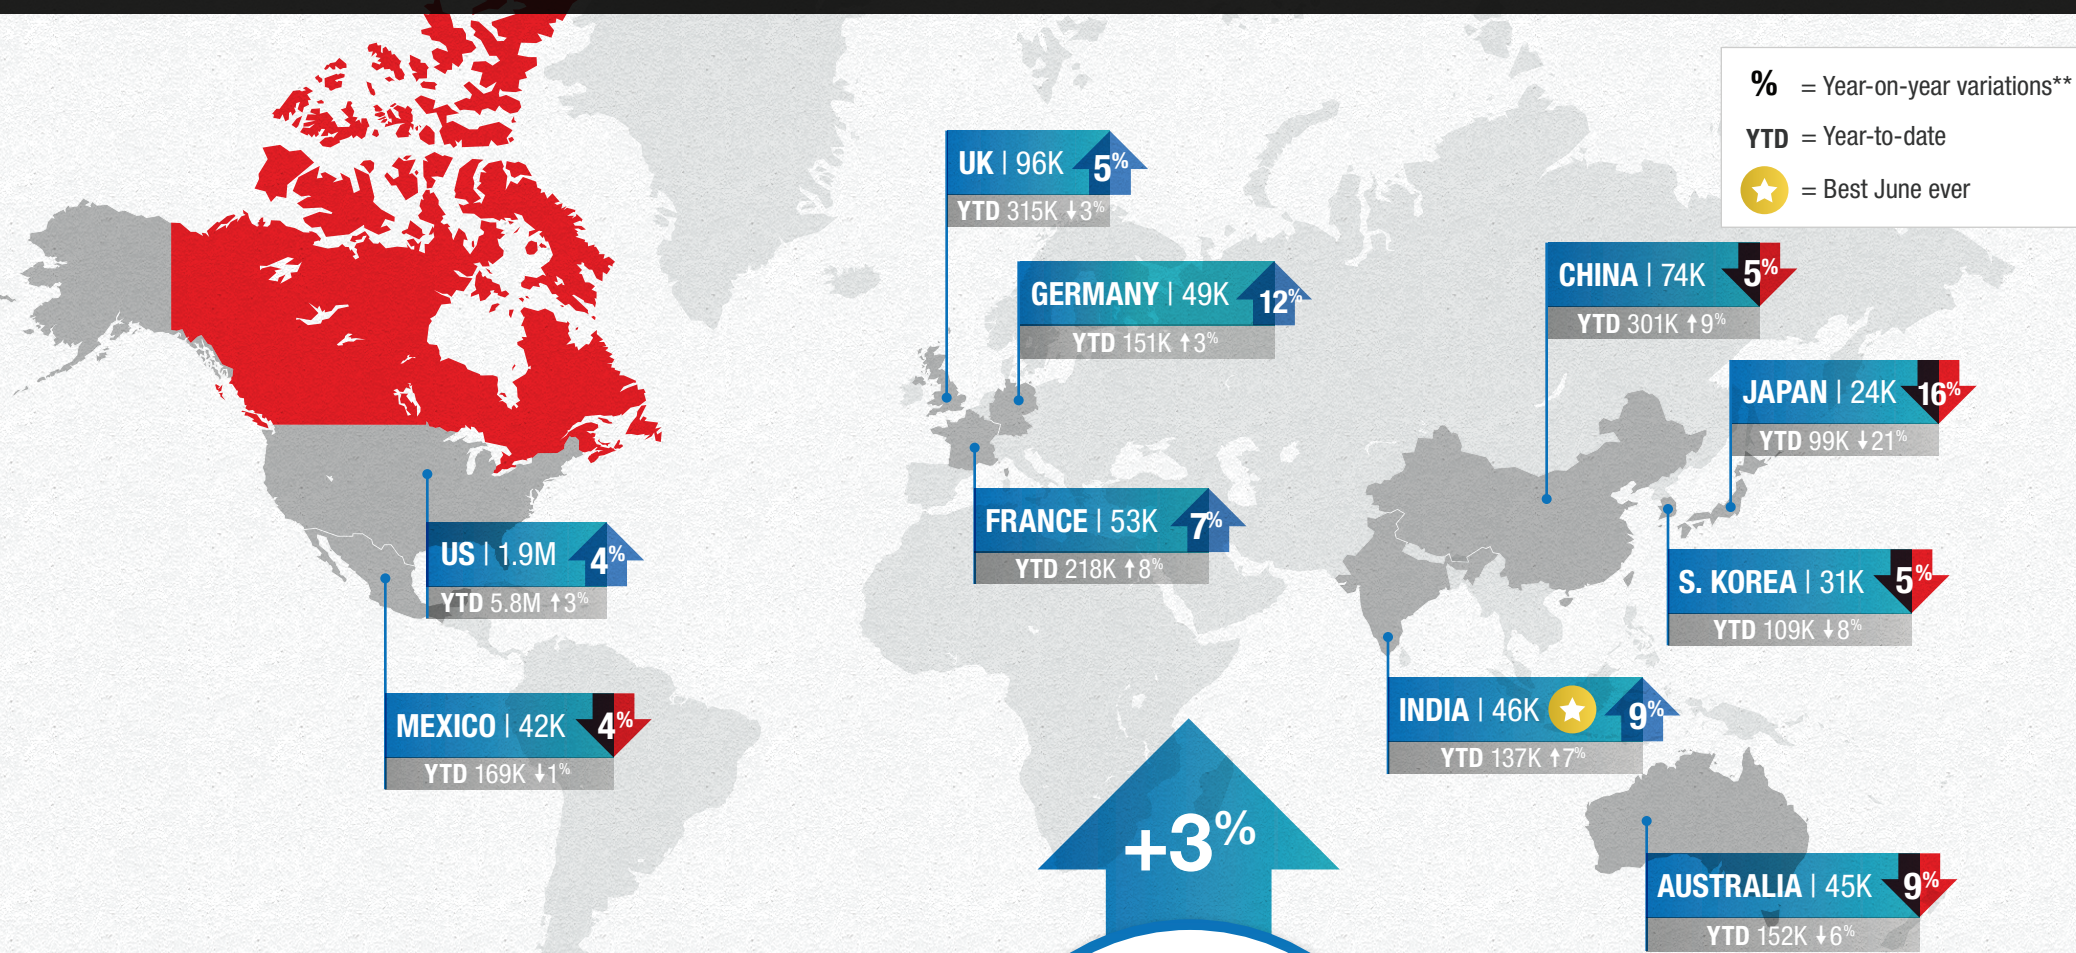 % = Year-on-year variations**
YTD = Year-to-date
= Best June ever
UK | 96K 5%
YTD 315K ↓3%
GERMANY | 49K 12%
YTD 151K ↑3%
CHINA | 74K 5%
YTD 301K ↑9%
JAPAN | 24K 16%
YTD 99K ↓21%
FRANCE | 53K 7%
YTD 218K ↑8%
US | 1.9M 4%
YTD 5.8M ↑3%
S. KOREA | 31K 5%
YTD 109K ↓8%
MEXICO | 42K 4%
YTD 169K ↓1%
INDIA | 46K 9%
YTD 137K ↑7%
+3%
AUSTRALIA | 45K 9%
YTD 152K ↓6%